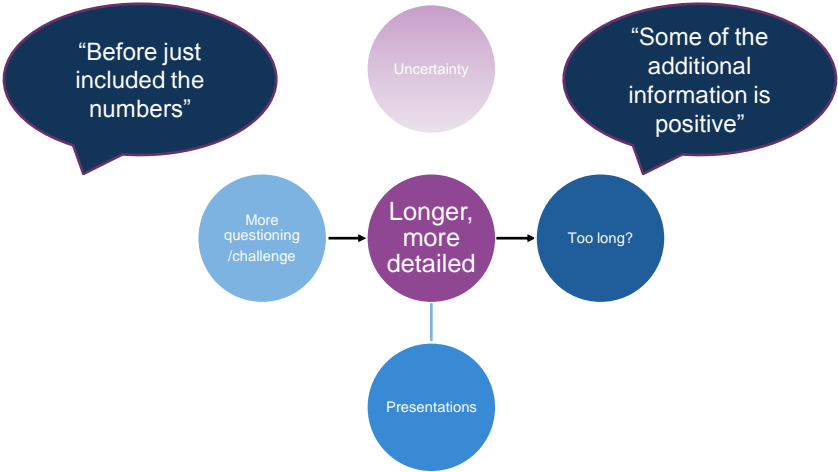 “Before just
included the
numbers”
Uncertainty
“Some of the
additional
information is
positive”
More
questioning
/challenge
Longer,
more
detailed
Too long?
Presentations